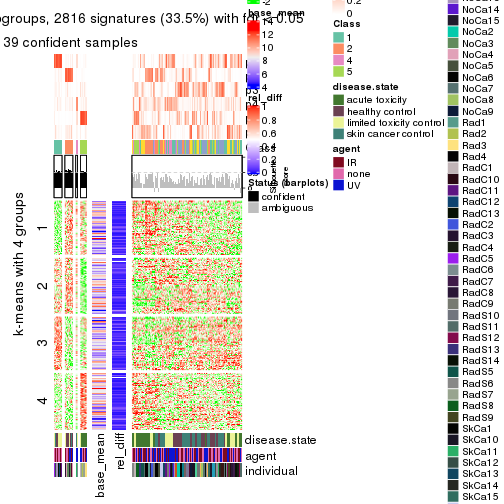 groups, 2816 signatures (33.5%) with fdr < 0.05
39 confident samples
k-means with 4 groups
1
2
3
4
base_mean
rel_diff
disease.state
agent
individual
base_mean
14
12
10
8
6
4
rel_diff
0.8
0.6
0.4
0.2
0
Status (barplots)
confident
ambiguous
0.2
0
Class
1
2
4
5
disease.state
acute toxicity
healthy control
limited toxicity control
skin cancer control
agent
IR
none
UV
NoCa14
NoCa15
NoCa2
NoCa3
NoCa4
NoCa5
NoCa6
NoCa7
NoCa8
NoCa9
Rad1
Rad2
Rad3
Rad4
RadC1
RadC10
RadC11
RadC12
RadC13
RadC2
RadC3
RadC4
RadC5
RadC6
RadC7
RadC8
RadC9
RadS10
RadS11
RadS12
RadS13
RadS14
RadS5
RadS6
RadS7
RadS8
RadS9
SkCa1
SkCa10
SkCa11
SkCa12
SkCa13
SkCa14
SkCa15